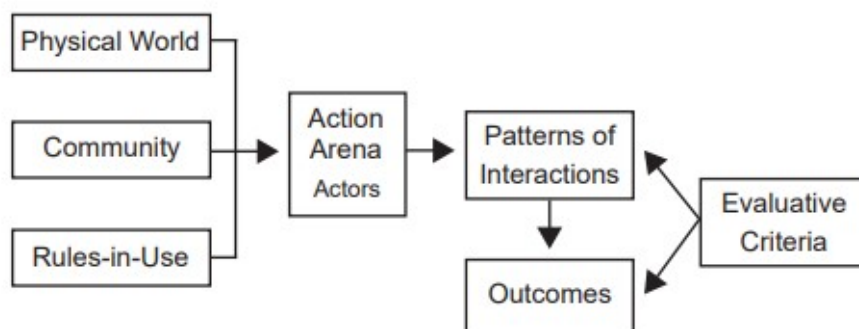 Physical World
Community
Rules-in-Use
Action
Arena
Actors
Patterns of
Interactions
Outcomes
Evaluative
Criteria